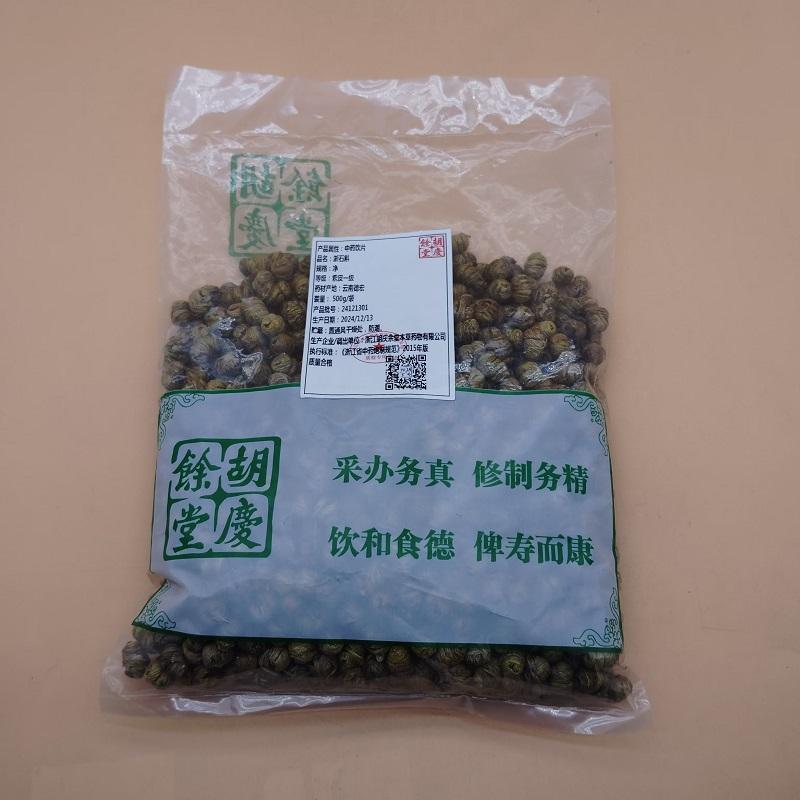 胡餘
慶堂
产品属性：中药饮片
品名：浙石斛
规格：净
等级：紫皮一级
药材产地：云南德宏
装量：500g/袋
产品批号：24121301
生产日期：2024/12/13
贮藏：置通风干燥处，防潮。
生产企业/调出单位：浙江胡庆余堂本草药物有限公司
执行标准：《浙江省中药炮制规范》2015年版
质量合格
胡餘
慶堂
胡餘
慶堂
采办务真 修制务精
饮和食德 俾寿而康